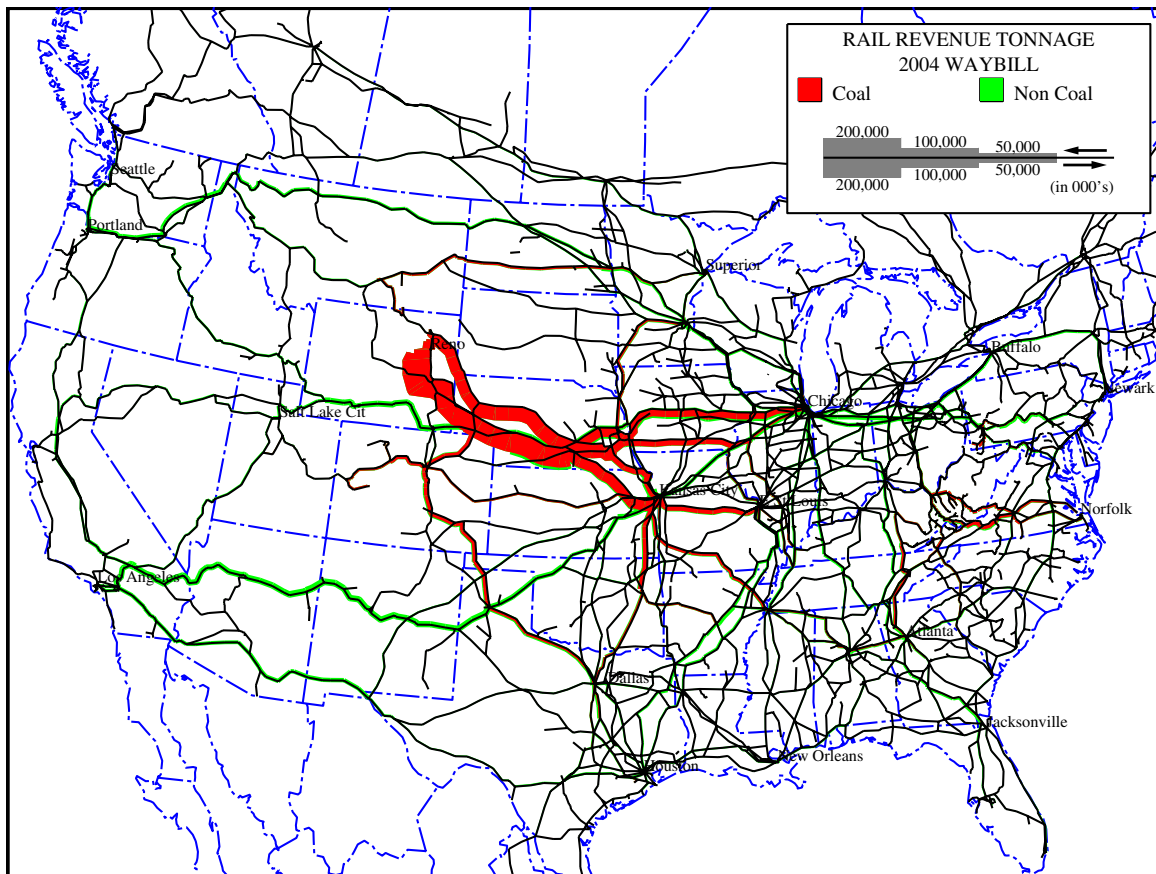 RAIL REVENUE TONNAGE
2004 WAYBILL
Coal
Non Coal
200,000
100,000
50,000
200,000
100,000
50,000
(in 000's)
Seattle
Portland
Superior
Reno
Buffalo
Newark
Chicago
Salt Lake Cit
Kansas City
Louis
Norfolk
Los Angeles
Atlanta
Dallas
Jacksonville
New Orleans
Houston